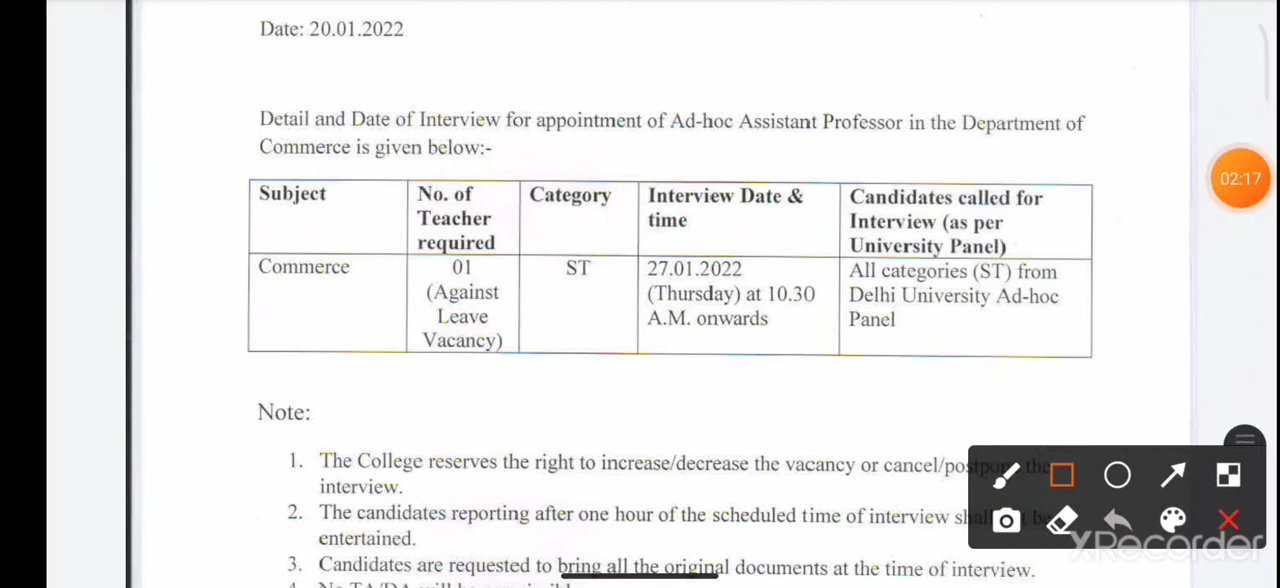 Date: 20.01.2022
Detail and Date of Interview for appointment of Ad-hoc Assistant Professor in the Department of
Commerce is given below:-
Subject
No. of
Teacher
required
Category
Interview Date &
time
Candidates called for
Interview (as per
University Panel)
Commerce
01
(Against
Leave
Vacancy)
ST
27.01.2022
(Thursday) at 10.30
A.M. onwards
All categories (ST) from
Delhi University Ad-hoc
Panel
Note:
1. The College reserves the right to increase/decrease the vacancy or cancel/postpone the
interview.
2. The candidates reporting after one hour of the scheduled time of interview be
entertained.
3. Candidates are requested to bring all the original documents at the time of interview.
02:17
XRecorder